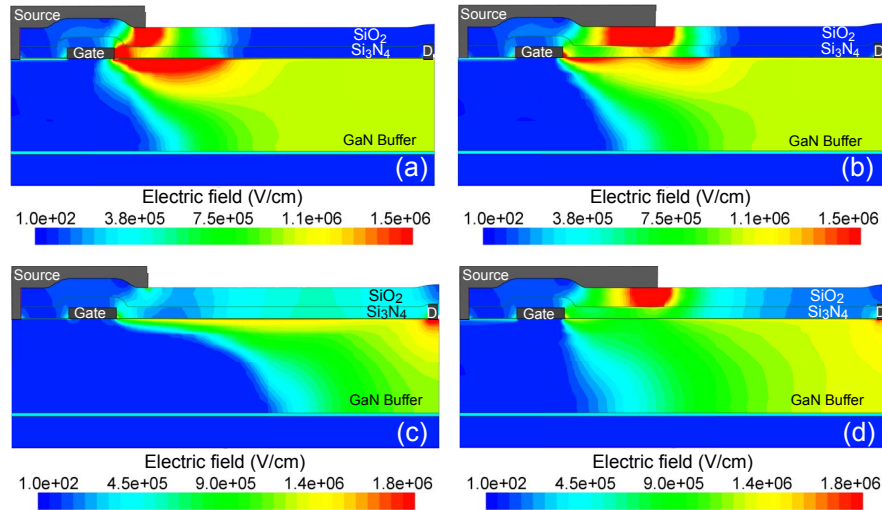 Source
SiO₂
Gate
Si₃N₄
D
GaN Buffer
(a)
Electric field (V/cm)
1.0e+02 3.8e+05 7.5e+05 1.1e+06 1.5e+06
Source
SiO₂
Gate
Si₃N₄
D
GaN Buffer
(b)
Electric field (V/cm)
1.0e+02 3.8e+05 7.5e+05 1.1e+06 1.5e+06
Source
SiO₂
Gate
Si₃N₄
D
GaN Buffer
(c)
Electric field (V/cm)
1.0e+02 4.5e+05 9.0e+05 1.4e+06 1.8e+06
Source
SiO₂
Gate
Si₃N₄
D
GaN Buffer
(d)
Electric field (V/cm)
1.0e+02 4.5e+05 9.0e+05 1.4e+06 1.8e+06